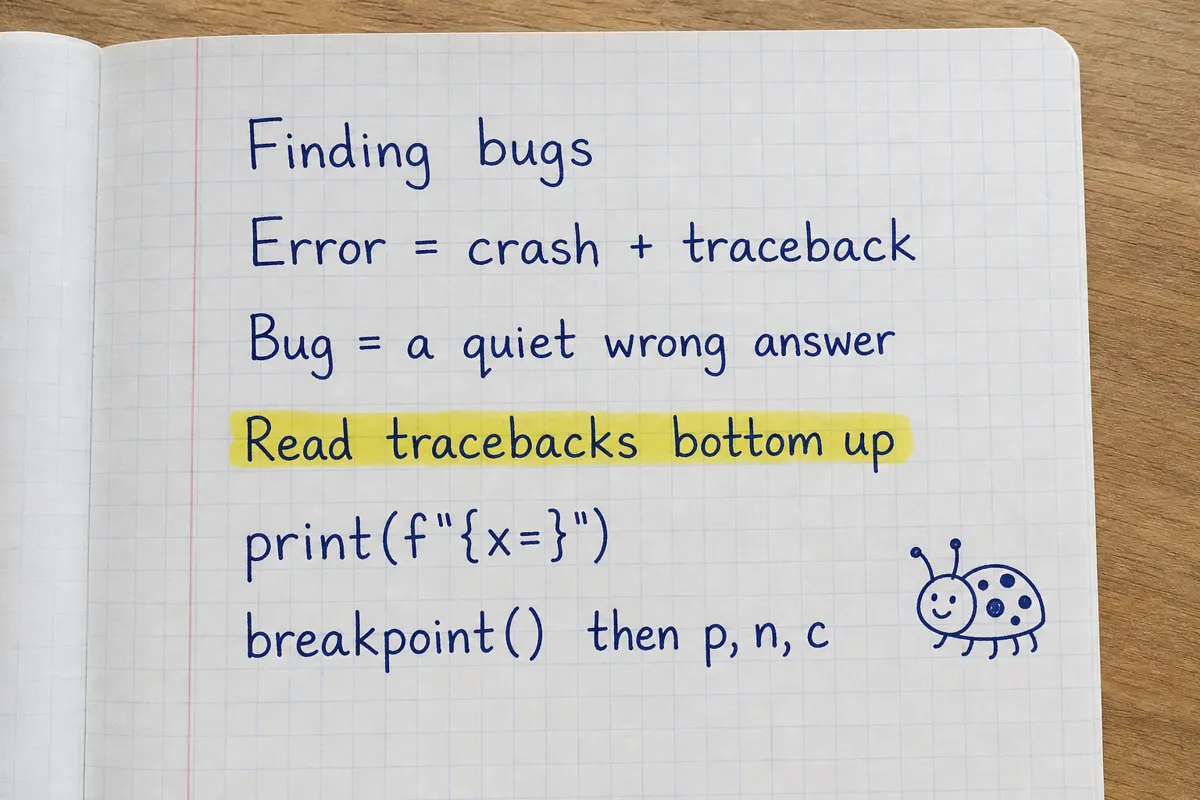 Finding bugs
Error = crash + traceback
Bug = a quiet wrong answer
Read tracebacks bottom up
print(f"{x=}")
breakpoint() then p, n, c